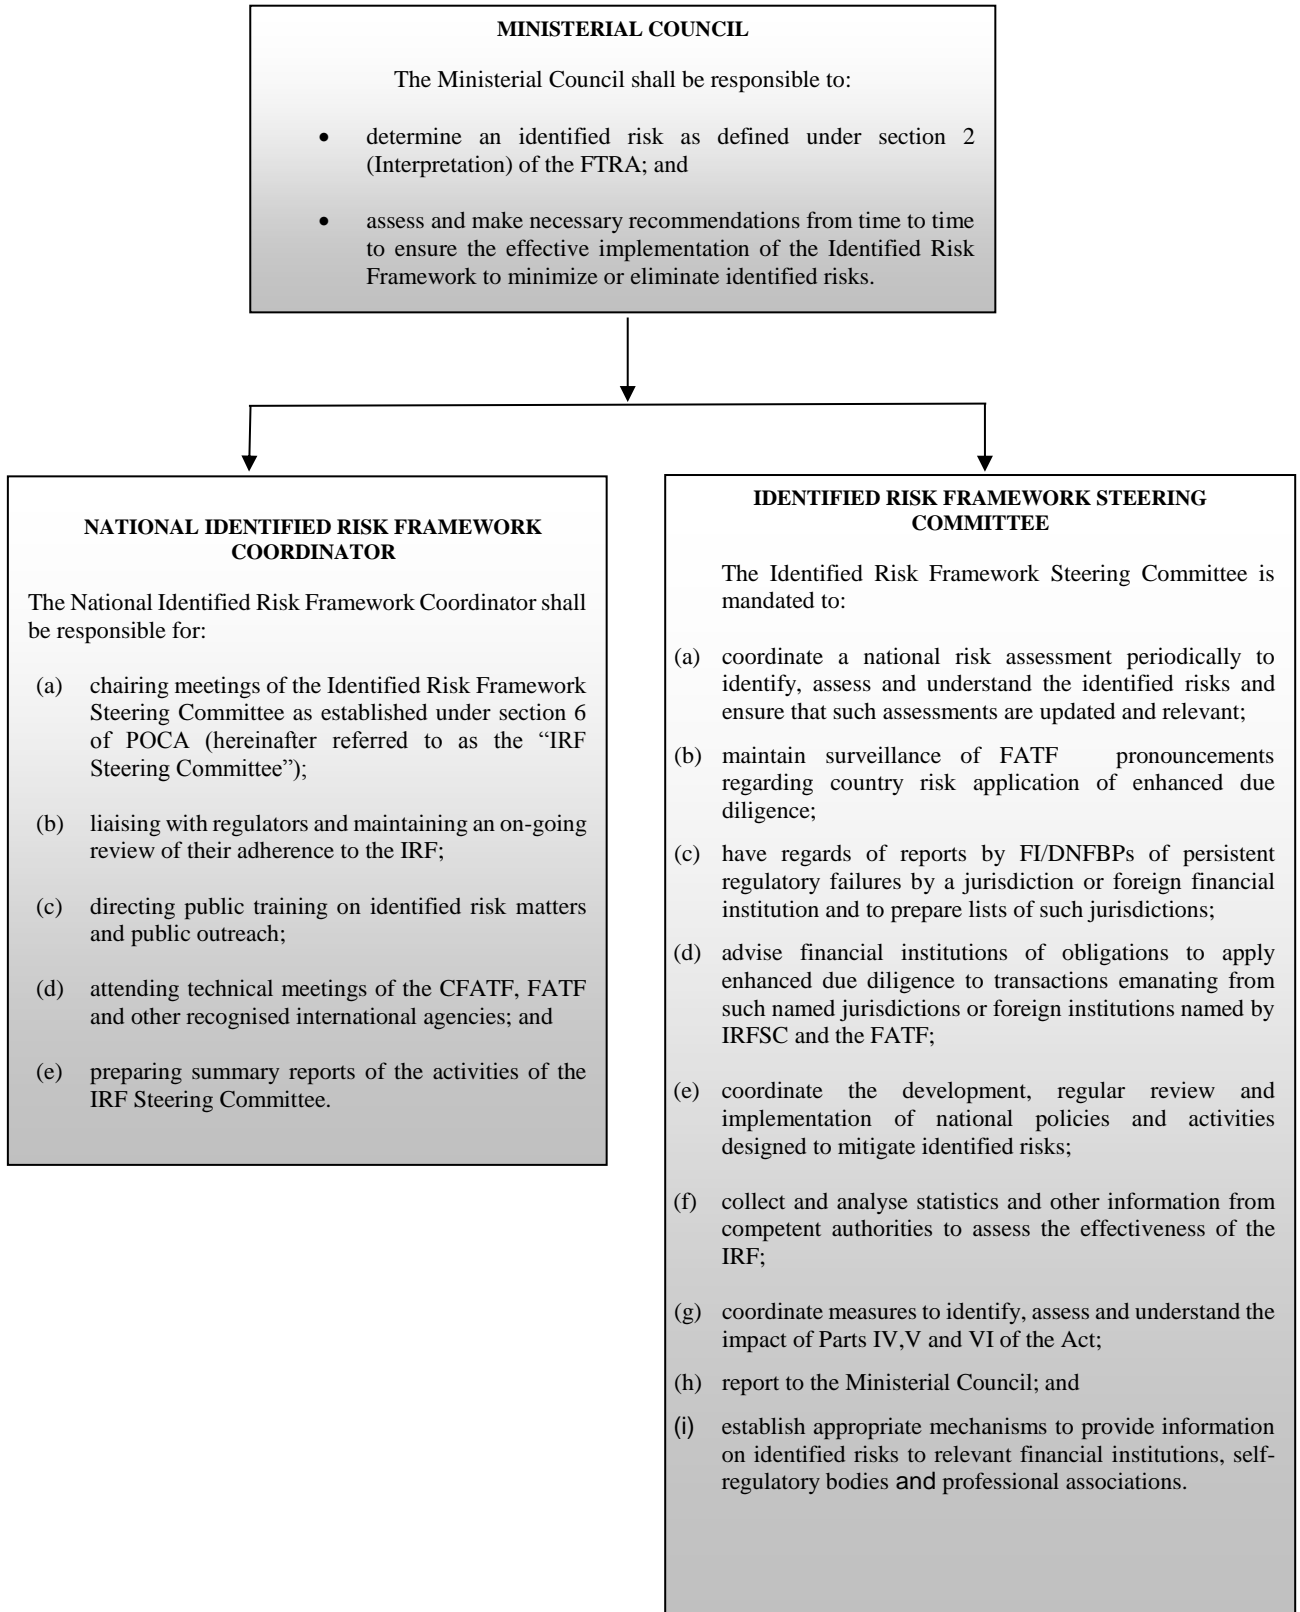 MINISTERIAL COUNCIL
The Ministerial Council shall be responsible to:
• determine an identified risk as defined under section 2
(Interpretation) of the FTRA; and
• assess and make necessary recommendations from time to time
to ensure the effective implementation of the Identified Risk
Framework to minimize or eliminate identified risks.
NATIONAL IDENTIFIED RISK FRAMEWORK
COORDINATOR
The National Identified Risk Framework Coordinator shall
be responsible for:
(a) chairing meetings of the Identified Risk Framework
Steering Committee as established under section 6
of POCA (hereinafter referred to as the “IRF
Steering Committee”);
(b) liaising with regulators and maintaining an on-going
review of their adherence to the IRF;
(c) directing public training on identified risk matters
and public outreach;
(d) attending technical meetings of the CFATF, FATF
and other recognised international agencies; and
(e) preparing summary reports of the activities of the
IRF Steering Committee.
IDENTIFIED RISK FRAMEWORK STEERING
COMMITTEE
The Identified Risk Framework Steering Committee is
mandated to:
(a) coordinate a national risk assessment periodically to
identify, assess and understand the identified risks and
ensure that such assessments are updated and relevant;
(b) maintain surveillance of FATF pronouncements
regarding country risk application of enhanced due
diligence;
(c) have regards of reports by FI/DNFBPs of persistent
regulatory failures by a jurisdiction or foreign financial
institution and to prepare lists of such jurisdictions;
(d) advise financial institutions of obligations to apply
enhanced due diligence to transactions emanating from
such named jurisdictions or foreign institutions named by
IRFSC and the FATF;
(e) coordinate the development, regular review and
implementation of national policies and activities
designed to mitigate identified risks;
(f) collect and analyse statistics and other information from
competent authorities to assess the effectiveness of the
IRF;
(g) coordinate measures to identify, assess and understand the
impact of Parts IV,V and VI of the Act;
(h) report to the Ministerial Council; and
(i) establish appropriate mechanisms to provide information
on identified risks to relevant financial institutions, self-
regulatory bodies and professional associations.